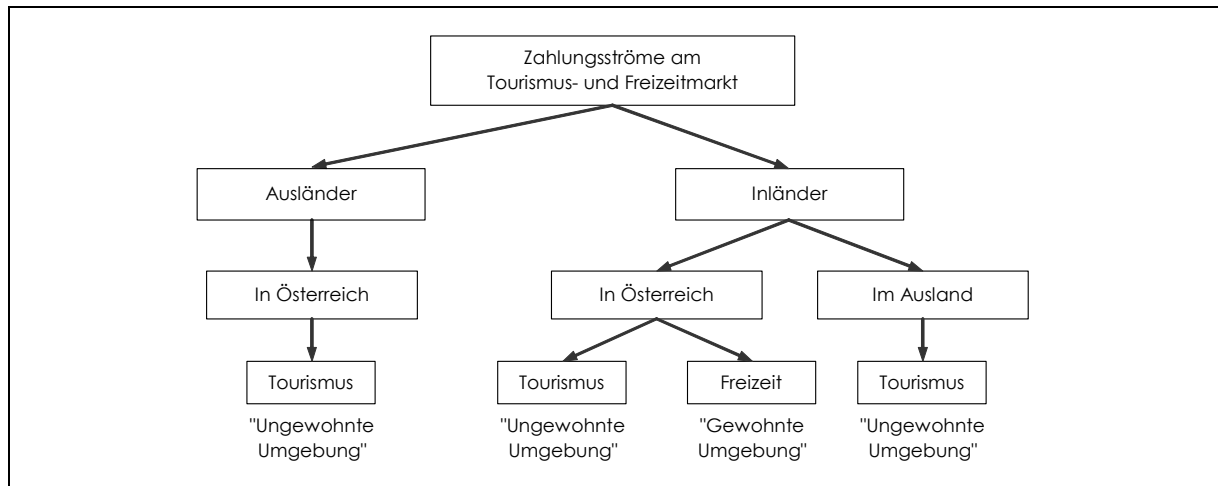 Zahlungsströme am
Tourismus- und Freizeitmarkt
Ausländer
Inländer
In Österreich
In Österreich
Im Ausland
Tourismus
Tourismus
Freizeit
Tourismus
"Ungewohnte
Umgebung"
"Ungewohnte
Umgebung"
"Gewohnte
Umgebung"
"Ungewohnte
Umgebung"